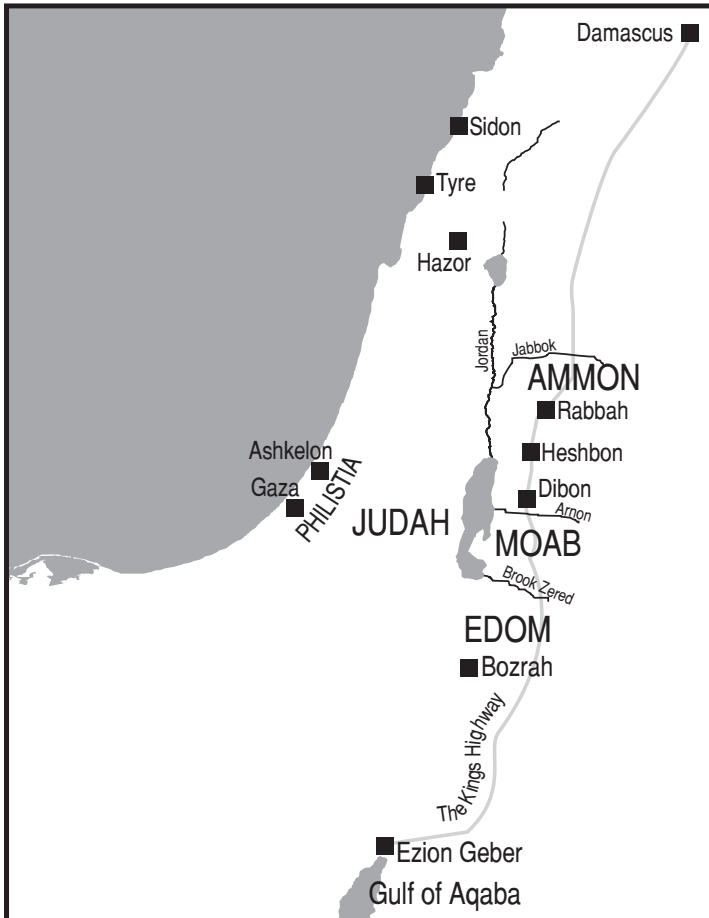 Damascus
Sidon
Tyre
Hazor
Jordan
Jabbok
AMMON
Rabbah
Ashkelon
Heshbon
Gaza
PHILISTIA
Dibon
Arnon
JUDAH
MOAB
Brook Zered
EDOM
Bozrah
The Kings Highway
Ezion Geber
Gulf of Aqaba